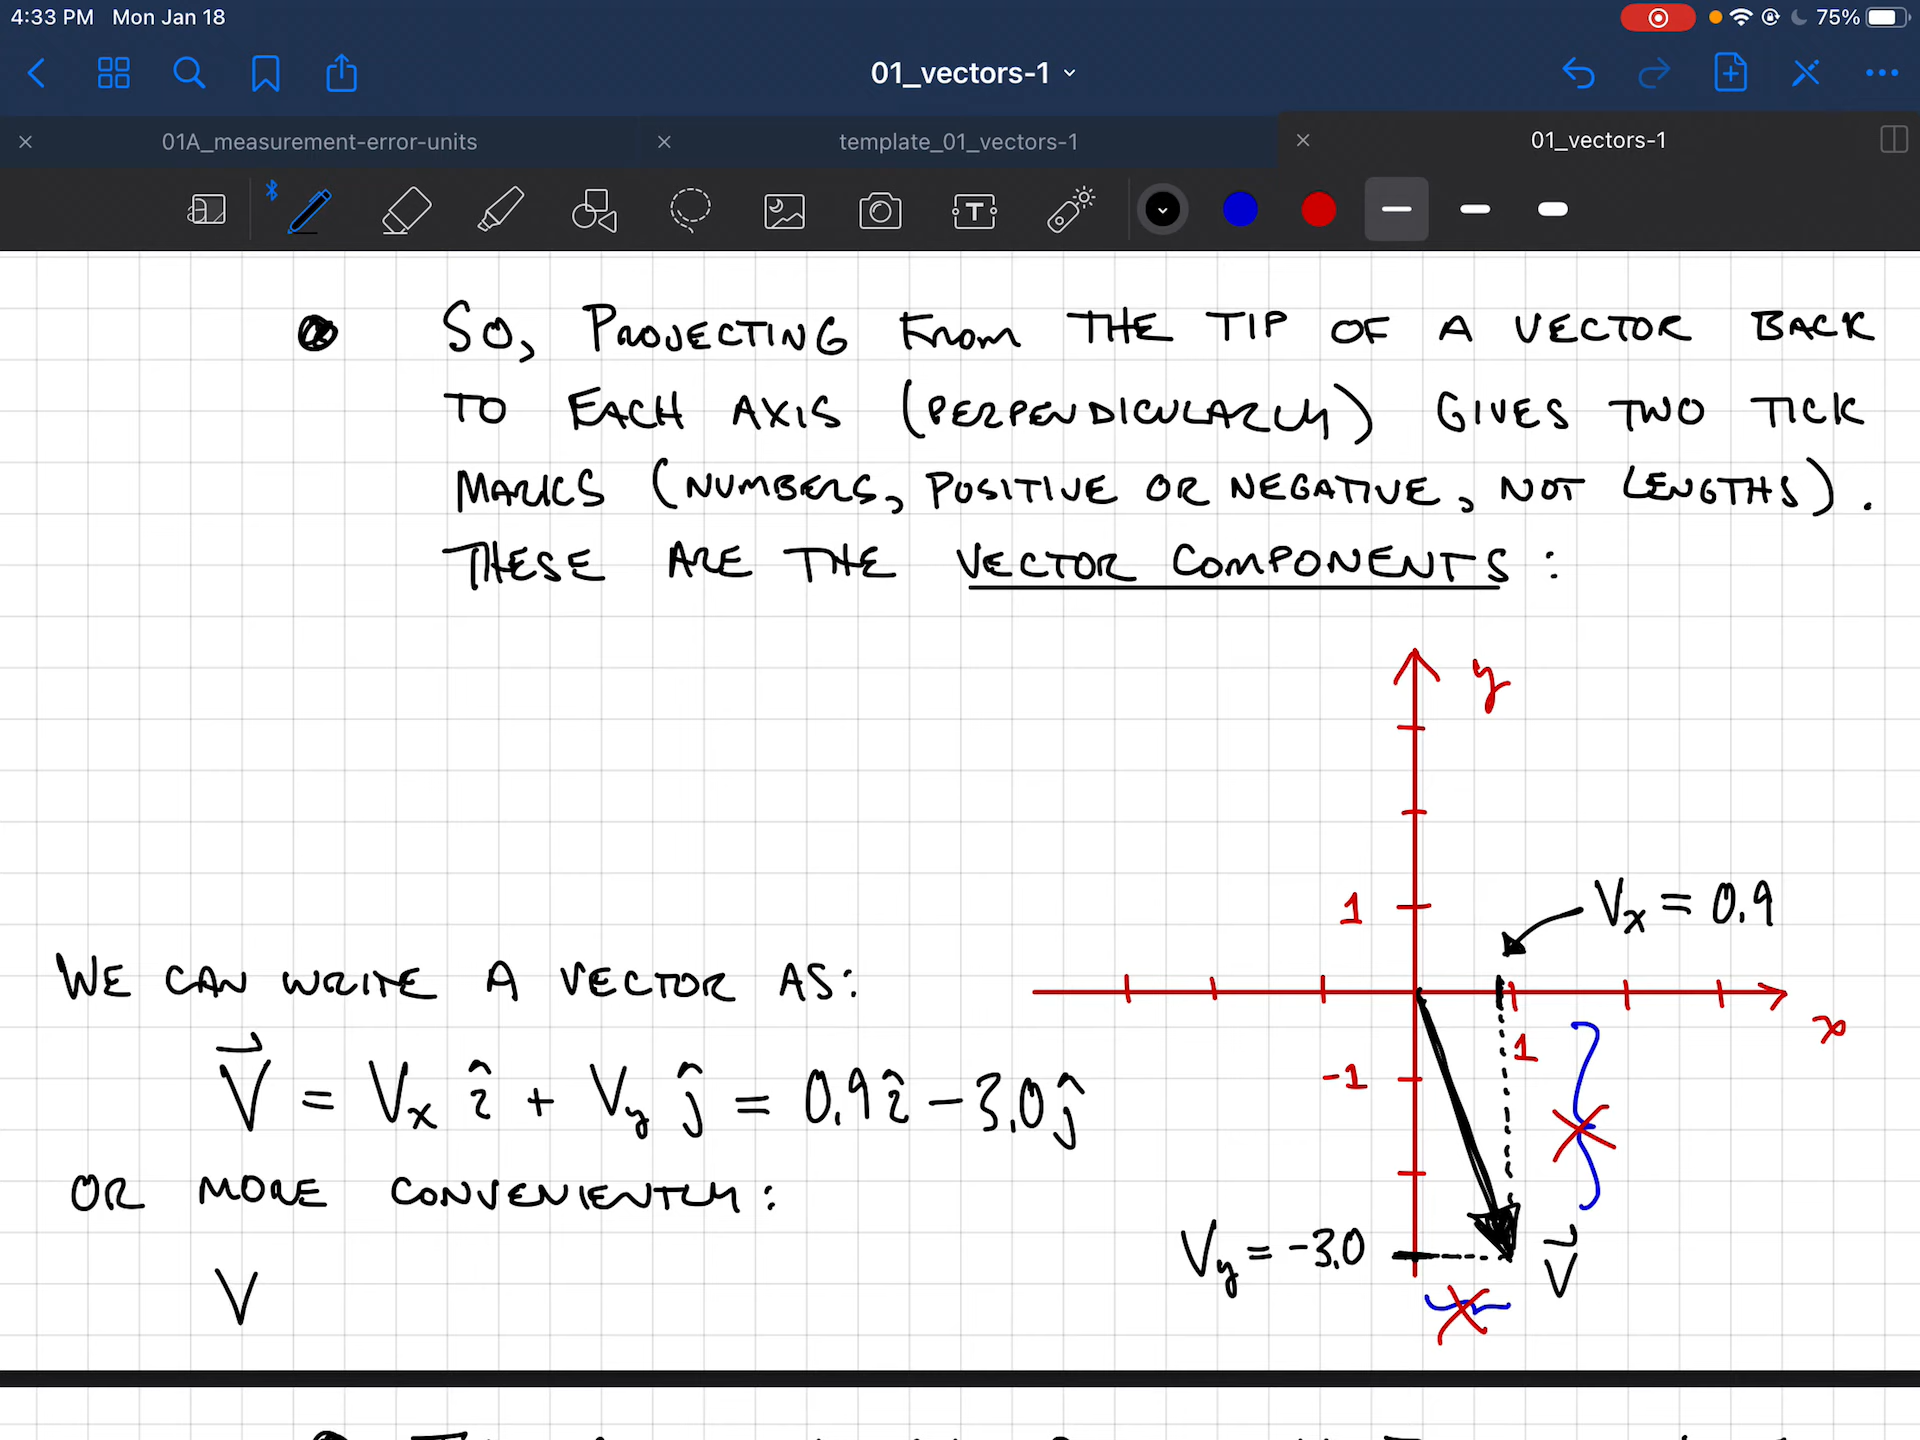 4:33 PM Mon Jan 18
75%
01_vectors-1
01A_measurement-error-units
template_01_vectors-1
01_vectors-1
T
SO, PROJECTING FROM THE TIP OF A VECTOR BACK
TO EACH AXIS (PERPENDICULARLY) GIVES TWO TICK
MARKS (NUMBERS, POSITIVE OR NEGATIVE, NOT LENGTHS).
THESE ARE THE VECTOR COMPONENTS:
y
1
Vx = 0.9
WE CAN WRITE A VECTOR AS:
x
1
-1
V⃗ = Vx î + Vy ĵ = 0.9î - 3.0ĵ
OR MORE CONVENIENTLY:
Vy = -3.0
V⃗
V